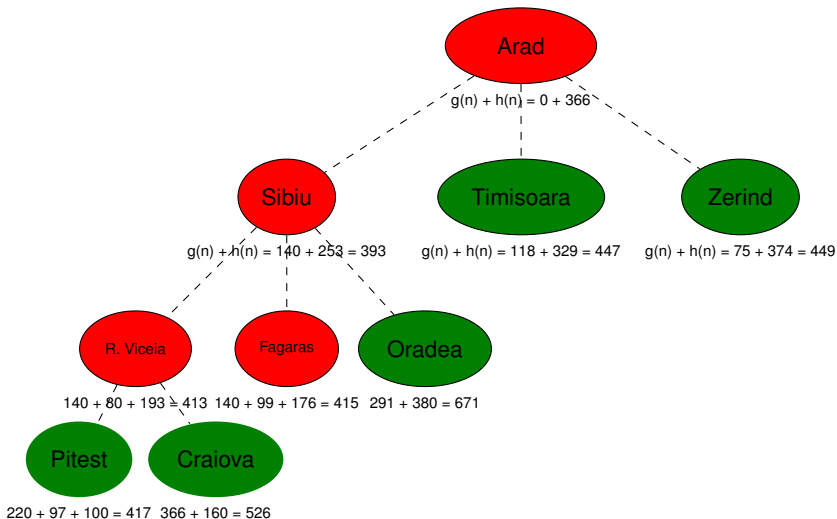 Arad
g(n) + h(n) = 0 + 366
Sibiu
Timisoara
Zerind
g(n) + h(n) = 140 + 253 = 393
g(n) + h(n) = 118 + 329 = 447
g(n) + h(n) = 75 + 374 = 449
R. Viceia
Fagaras
Oradea
140 + 80 + 193 = 413
140 + 99 + 176 = 415
291 + 380 = 671
Pitest
Craiova
220 + 97 + 100 = 417
366 + 160 = 526